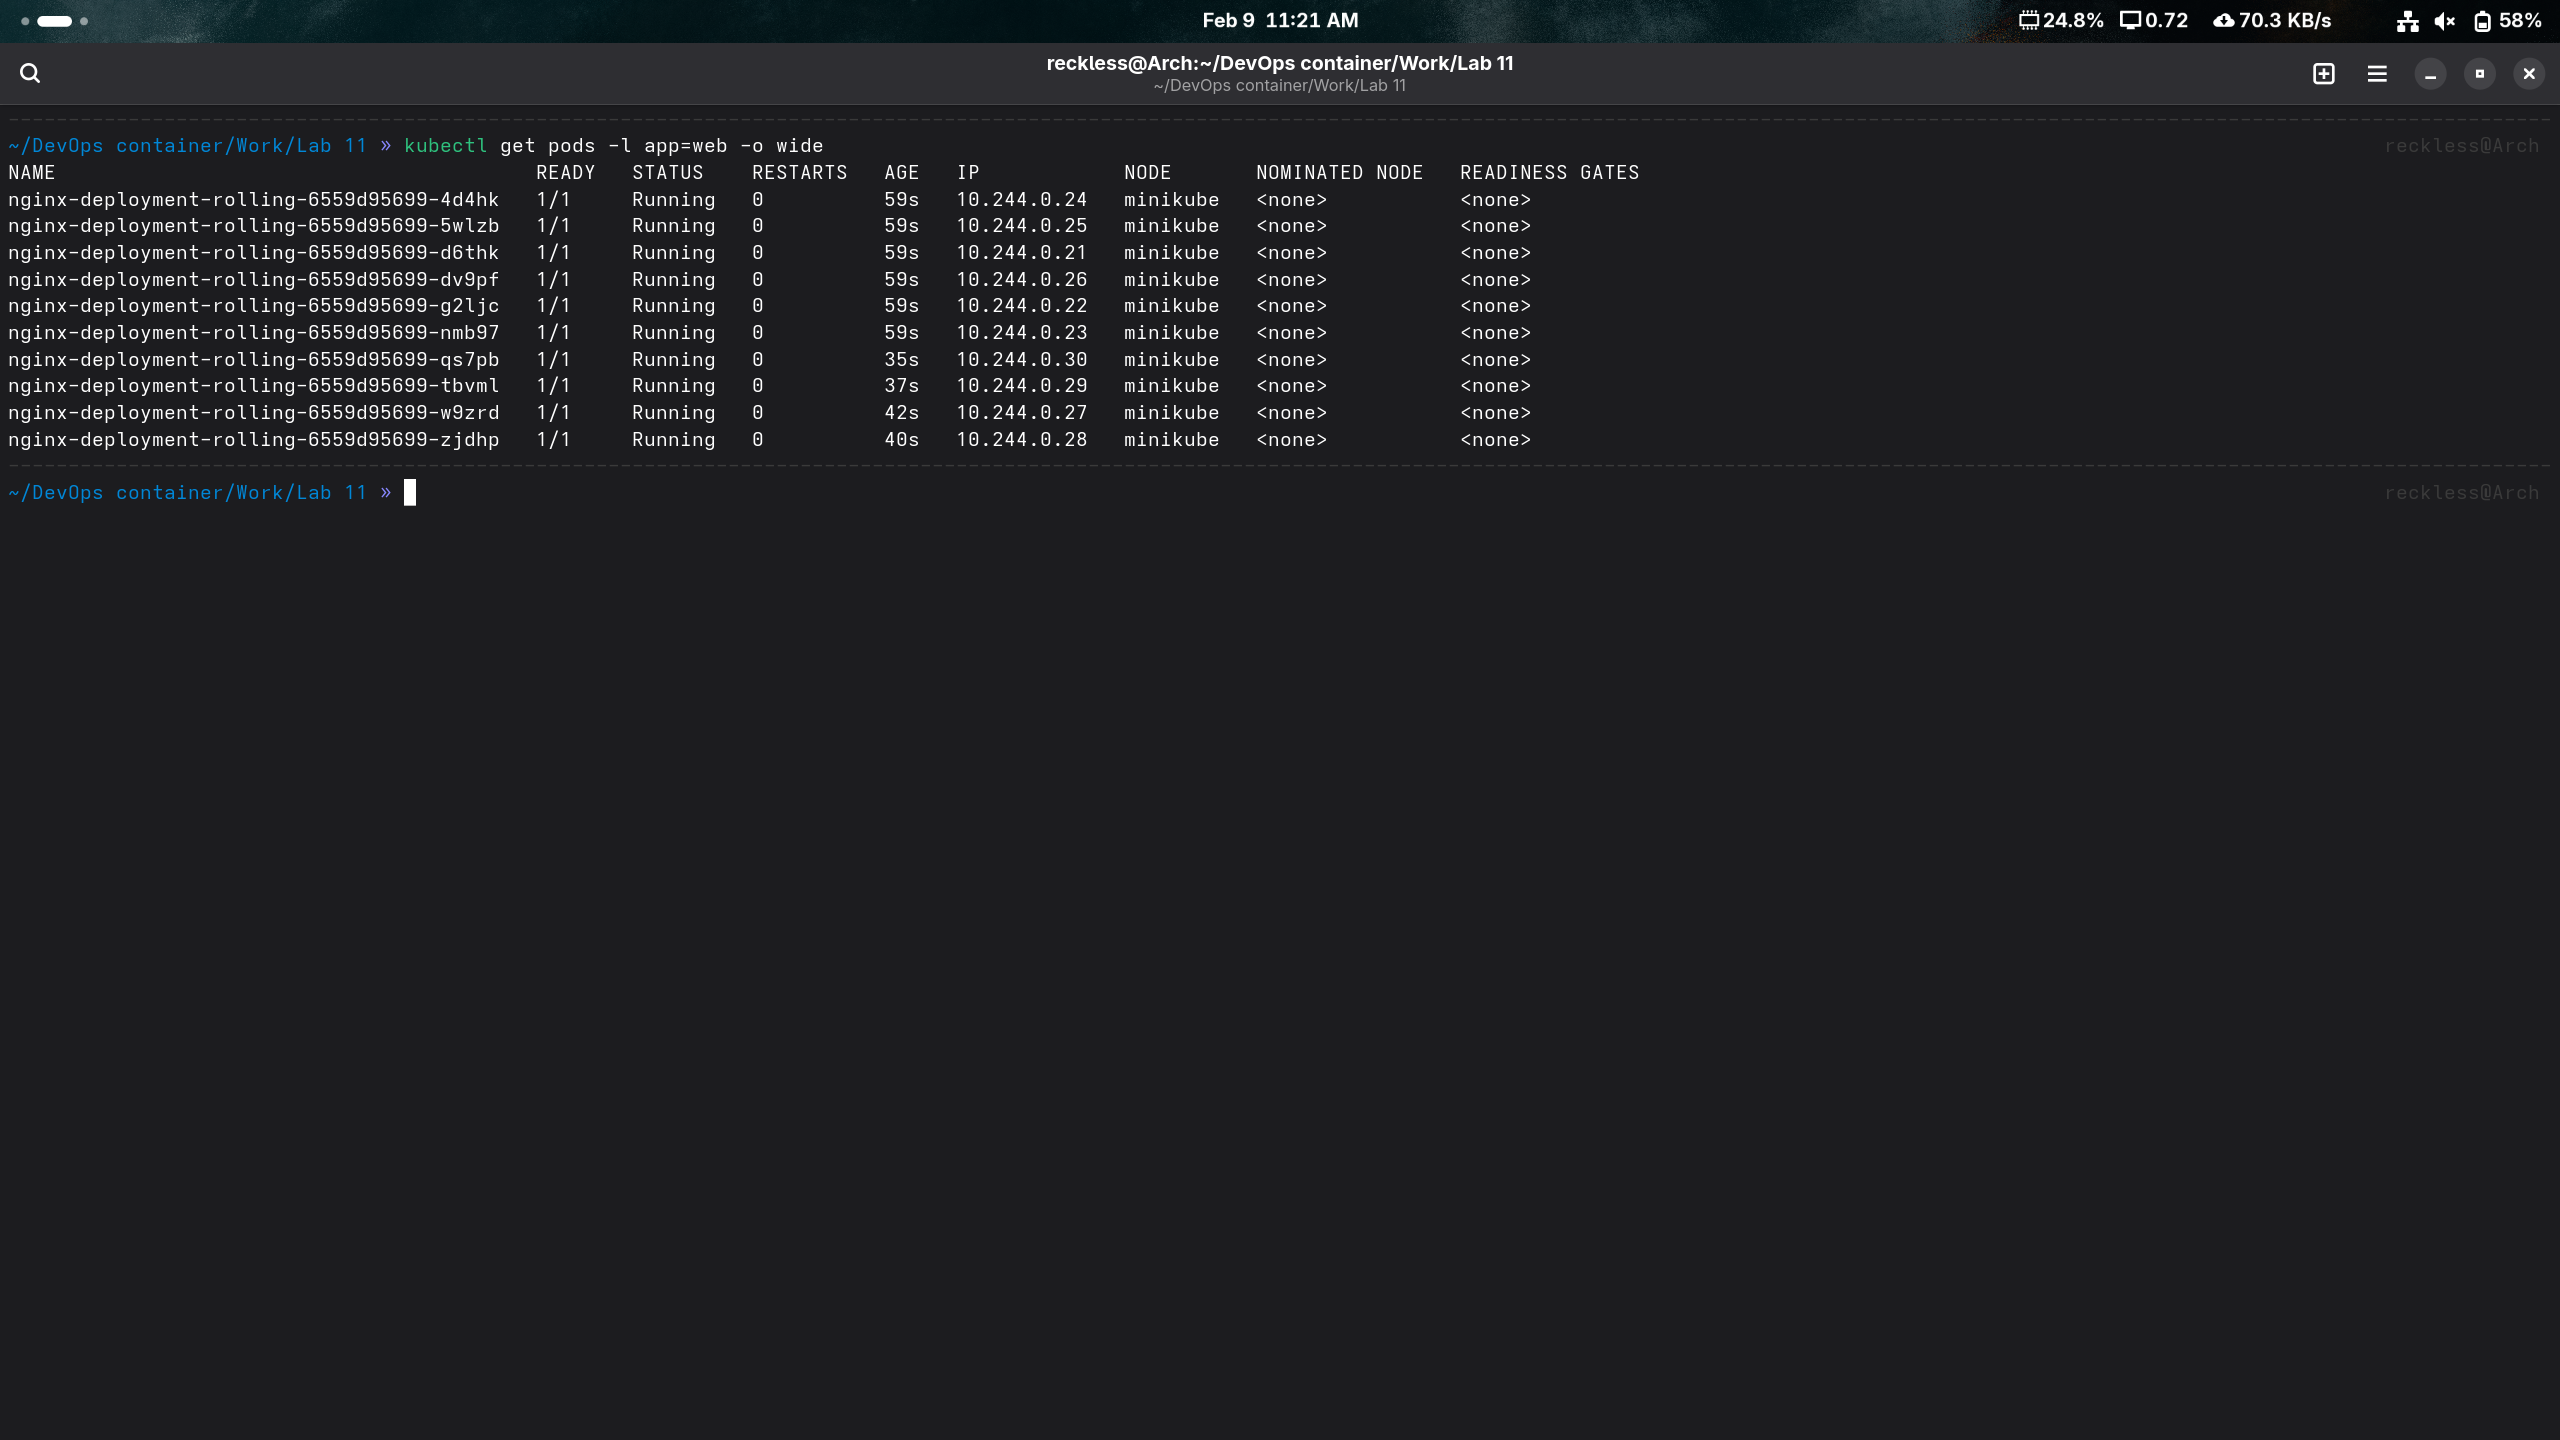 Feb 9  11:21 AM
24.8% 0.72 70.3 KB/s 58%
reckless@Arch:~/DevOps container/Work/Lab 11
~/DevOps container/Work/Lab 11
~/DevOps container/Work/Lab 11 » kubectl get pods -l app=web -o wide reckless@Arch
NAME READY STATUS RESTARTS AGE IP NODE NOMINATED NODE READINESS GATES
nginx-deployment-rolling-6559d95699-4d4hk 1/1 Running 0 59s 10.244.0.24 minikube <none> <none>
nginx-deployment-rolling-6559d95699-5wlzb 1/1 Running 0 59s 10.244.0.25 minikube <none> <none>
nginx-deployment-rolling-6559d95699-d6thk 1/1 Running 0 59s 10.244.0.21 minikube <none> <none>
nginx-deployment-rolling-6559d95699-dv9pf 1/1 Running 0 59s 10.244.0.26 minikube <none> <none>
nginx-deployment-rolling-6559d95699-g2ljc 1/1 Running 0 59s 10.244.0.22 minikube <none> <none>
nginx-deployment-rolling-6559d95699-nmb97 1/1 Running 0 59s 10.244.0.23 minikube <none> <none>
nginx-deployment-rolling-6559d95699-qs7pb 1/1 Running 0 35s 10.244.0.30 minikube <none> <none>
nginx-deployment-rolling-6559d95699-tbvml 1/1 Running 0 37s 10.244.0.29 minikube <none> <none>
nginx-deployment-rolling-6559d95699-w9zrd 1/1 Running 0 42s 10.244.0.27 minikube <none> <none>
nginx-deployment-rolling-6559d95699-zjdhp 1/1 Running 0 40s 10.244.0.28 minikube <none> <none>
~/DevOps container/Work/Lab 11 » reckless@Arch